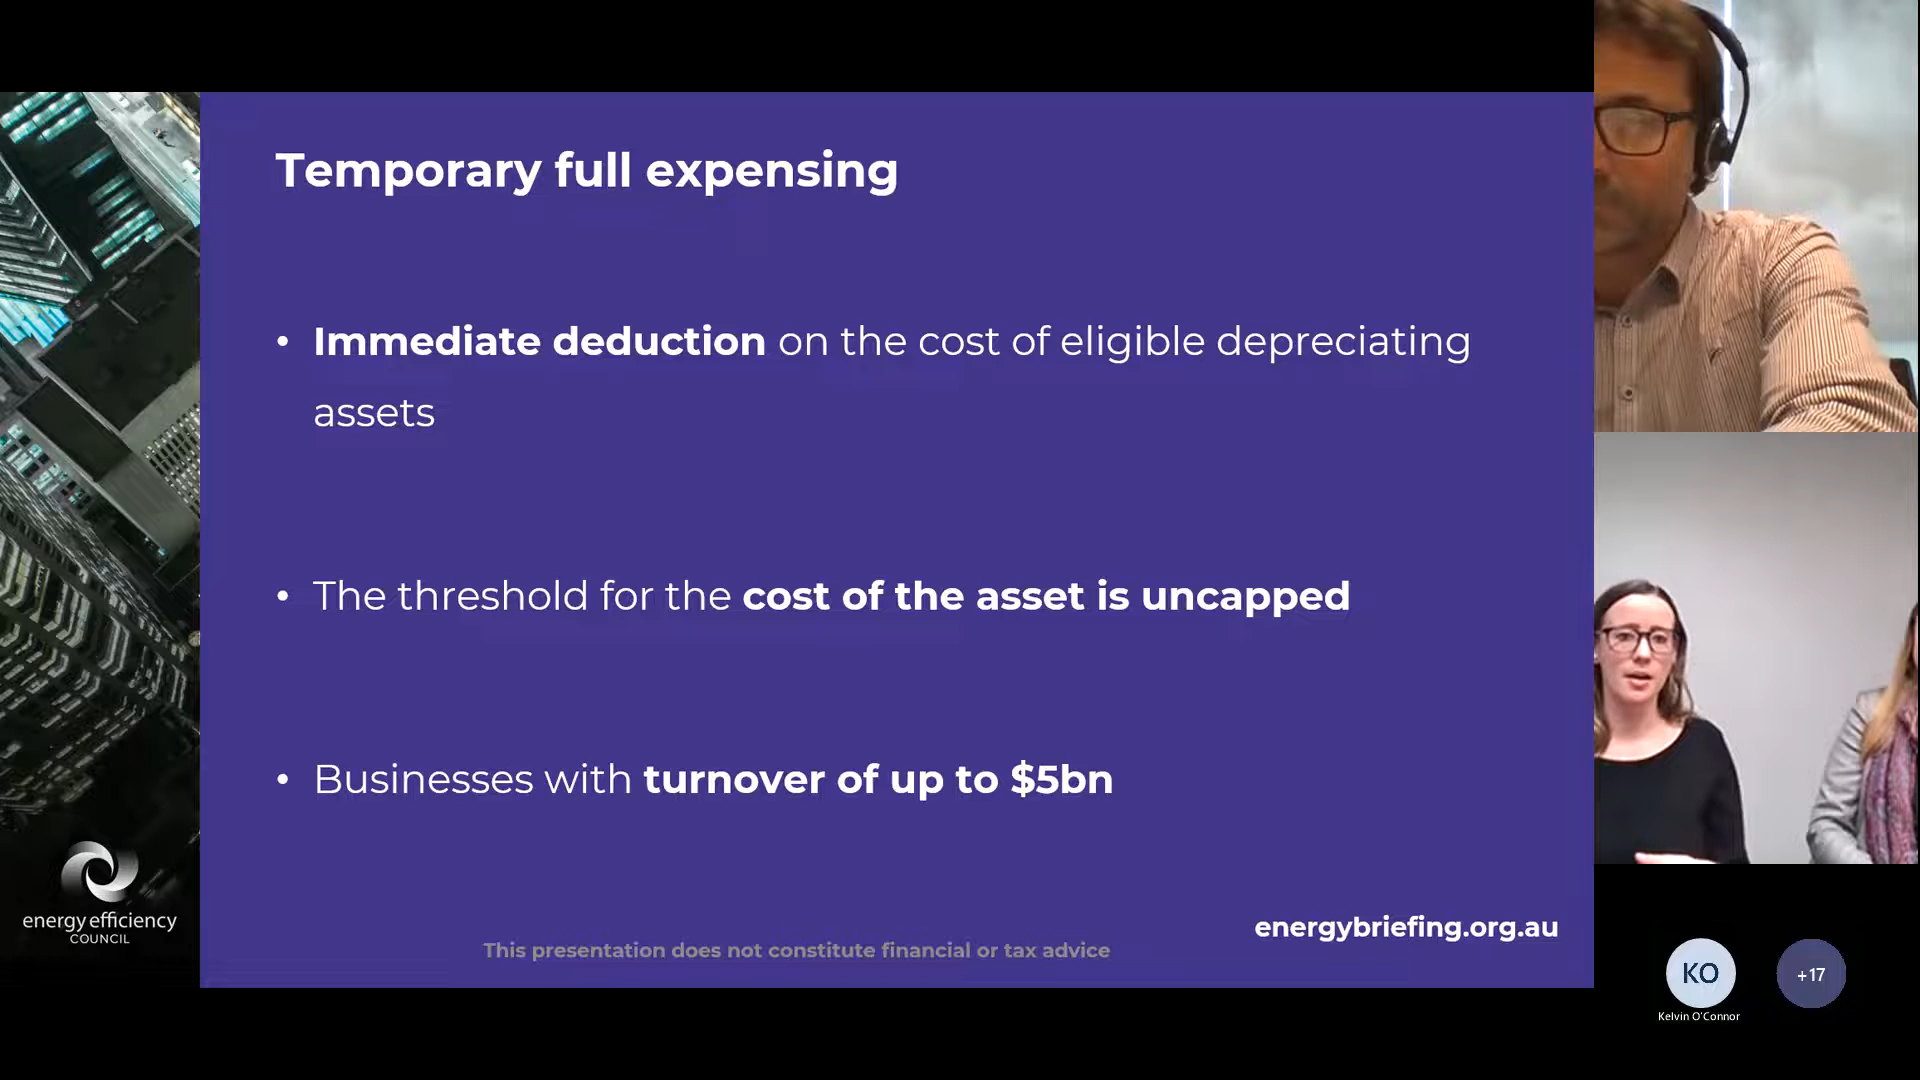 Temporary full expensing
• Immediate deduction on the cost of eligible depreciating
assets
• The threshold for the cost of the asset is uncapped
• Businesses with turnover of up to $5bn
energy efficiency
COUNCIL
energybriefing.org.au
This presentation does not constitute financial or tax advice
KO
+17
Kelvin O'Connor